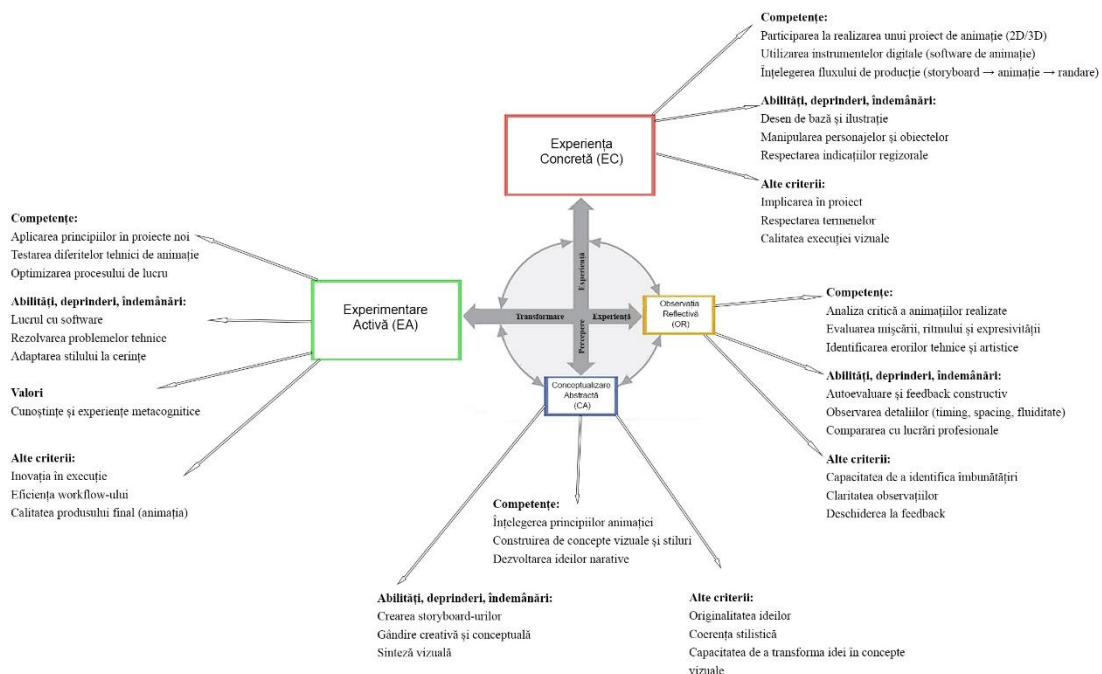 Competențe:
Participarea la realizarea unui proiect de animație (2D/3D)
Utilizarea instrumentelor digitale (software de animație)
Înțelegerea fluxului de producție (storyboard → animație → randare)
Abilități, deprinderi, îndemânări:
Desen de bază și ilustrație
Manipularea personajelor și obiectelor
Respectarea indicațiilor regizorale
Alte criterii:
Implicarea în proiect
Respectarea termenelor
Calitatea execuției vizuale
Experiența
Concretă (EC)
Competențe:
Aplicarea principiilor în proiecte noi
Testarea diferitelor tehnici de animație
Optimizarea procesului de lucru
Abilități, deprinderi, îndemânări:
Lucrul cu software
Rezolvarea problemelor tehnice
Adaptarea stilului la cerințe
Valori
Cunoștințe și experiențe metacognitice
Alte criterii:
Inovația în execuție
Eficiența workflow-ului
Calitatea produsului final (animația)
Experimentare
Activă (EA)
Experiență
Transformare
Experiență
Percepere
Observația
Reflectivă
(OR)
Conceptualizare
Abstractă
(CA)
Competențe:
Analiza critică a animațiilor realizate
Evaluarea mișcării, ritmului și expresivității
Identificarea erorilor tehnice și artistice
Abilități, deprinderi, îndemânări:
Autoevaluare și feedback constructiv
Observarea detaliilor (timing, spacing, fluiditate)
Compararea cu lucrări profesionale
Alte criterii:
Capacitatea de a identifica îmbunătățiri
Claritatea observațiilor
Deschiderea la feedback
Competențe:
Înțelegerea principiilor animației
Construirea de concepte vizuale și stiluri
Dezvoltarea ideilor narative
Abilități, deprinderi, îndemânări:
Crearea storyboard-urilor
Gândire creativă și conceptuală
Sinteză vizuală
Alte criterii:
Originalitatea ideilor
Coerența stilistică
Capacitatea de a transforma idei în concepte
vizuale